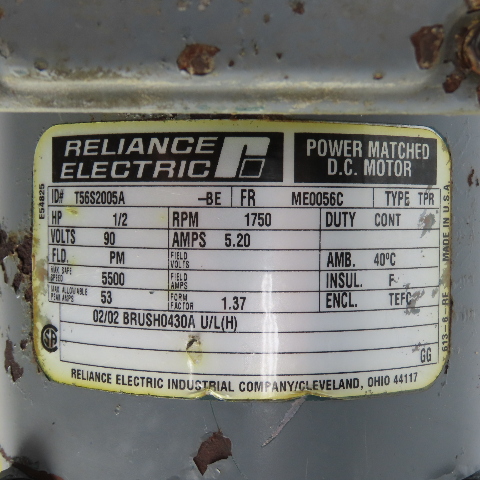 RELIANCE ELECTRIC
POWER MATCHED
D.C. MOTOR
ID# T56S2005A -BE FR ME0056C TYPE TPR
HP 1/2 RPM 1750 DUTY CONT
VOLTS 90 AMPS 5.20
FLD. PM FIELD VOLTS AMB. 40°C
MAX. SAFE SPEED 5500 FIELD AMPS INSUL. F
MAX. ALLOWABLE PEAK AMPS 53 FORM FACTOR 1.37 ENCL. TEFC
02/02 BRUSH0430A U/L(H)
GG
RELIANCE ELECTRIC INDUSTRIAL COMPANY/CLEVELAND, OHIO 44117
E54825
613-6-BE MADE IN U.S.A.